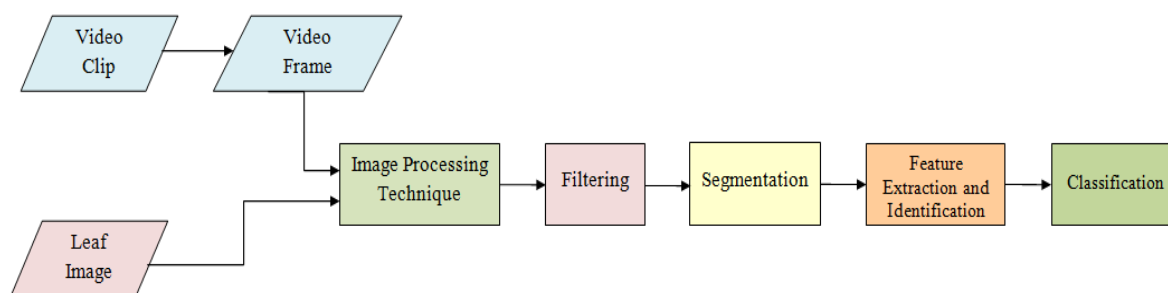 Video
Clip
Video
Frame
Image Processing
Technique
Filtering
Segmentation
Feature
Extraction and
Identification
Classification
Leaf
Image